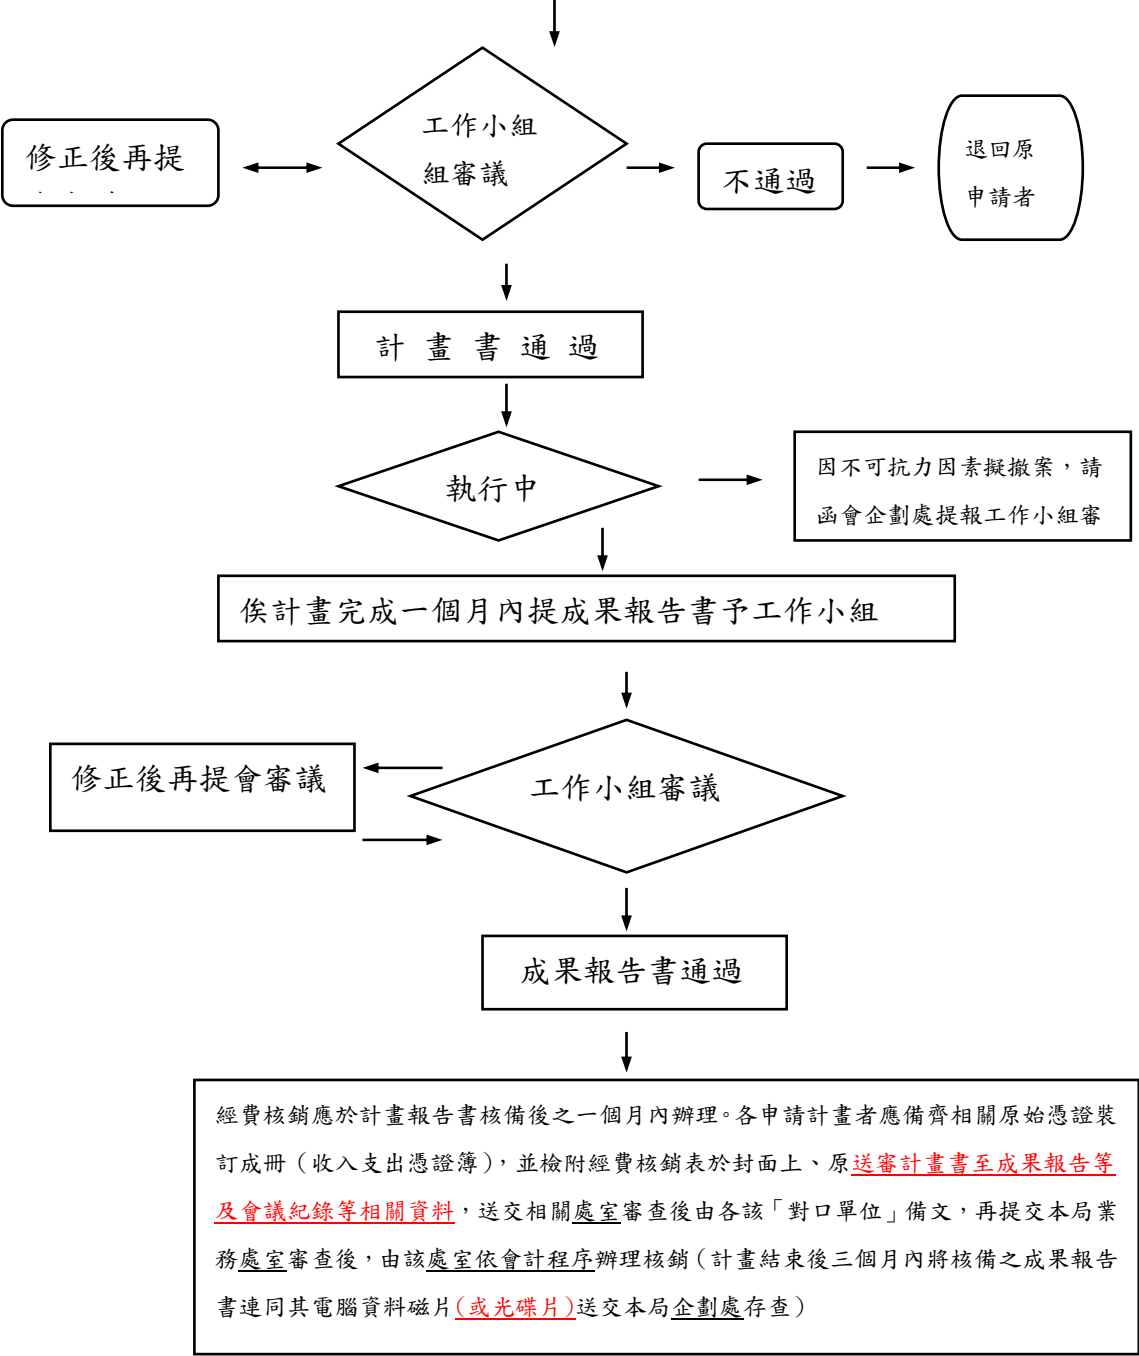 工作小組
組審議
修正後再提
不通過
退回原
申請者
計畫書通過
執行中
因不可抗力因素擬撤案，請
函會企劃處提報工作小組審
俟計畫完成一個月內提成果報告書予工作小組
修正後再提會審議
工作小組審議
成果報告書通過
經費核銷應於計畫報告書核備後之一個月內辦理。各申請計畫者應備齊相關原始憑證裝
訂成冊（收入支出憑證簿），並檢附經費核銷表於封面上、原送審計畫書至成果報告等
及會議紀錄等相關資料，送交相關處室審查後由各該「對口單位」備文，再提交本局業
務處室審查後，由該處室依會計程序辦理核銷（計畫結束後三個月內將核備之成果報告
書連同其電腦資料磁片(或光碟片)送交本局企劃處存查）